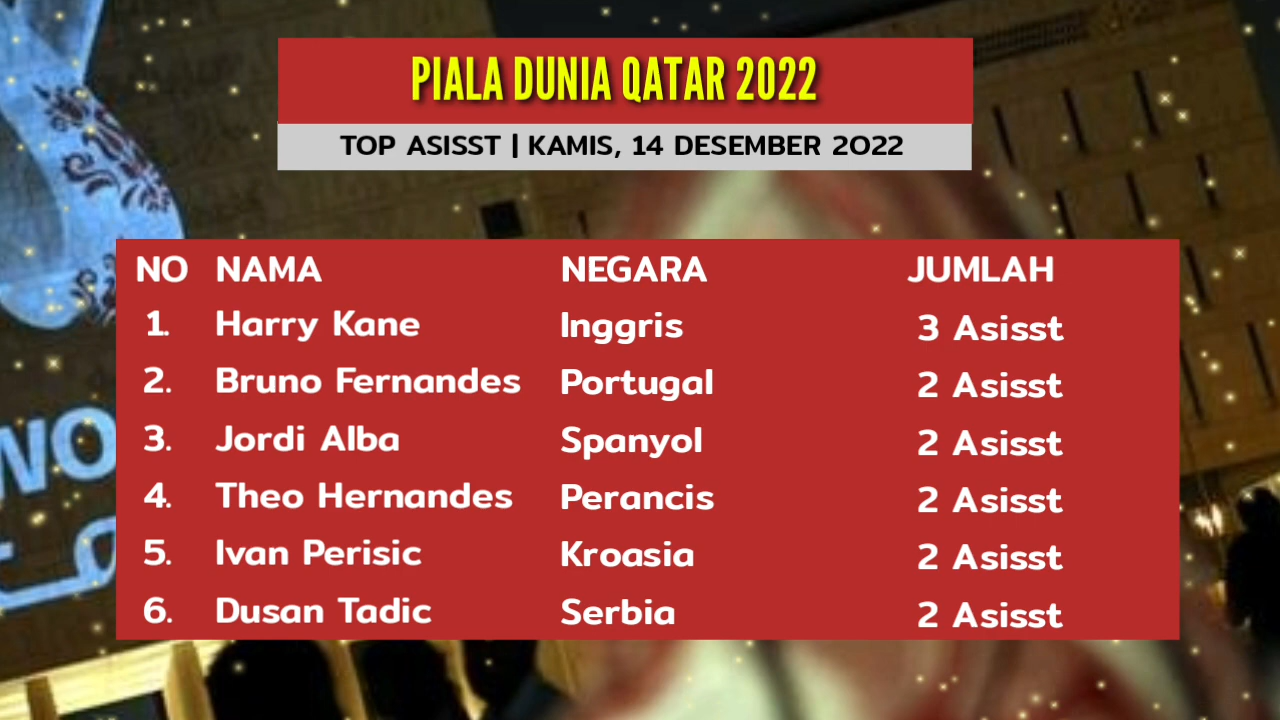 PIALA DUNIA QATAR 2022
TOP ASISST | KAMIS, 14 DESEMBER 2022
NO NAMA NEGARA JUMLAH
1. Harry Kane Inggris 3 Asisst
2. Bruno Fernandes Portugal 2 Asisst
3. Jordi Alba Spanyol 2 Asisst
4. Theo Hernandes Perancis 2 Asisst
5. Ivan Perisic Kroasia 2 Asisst
6. Dusan Tadic Serbia 2 Asisst
WO